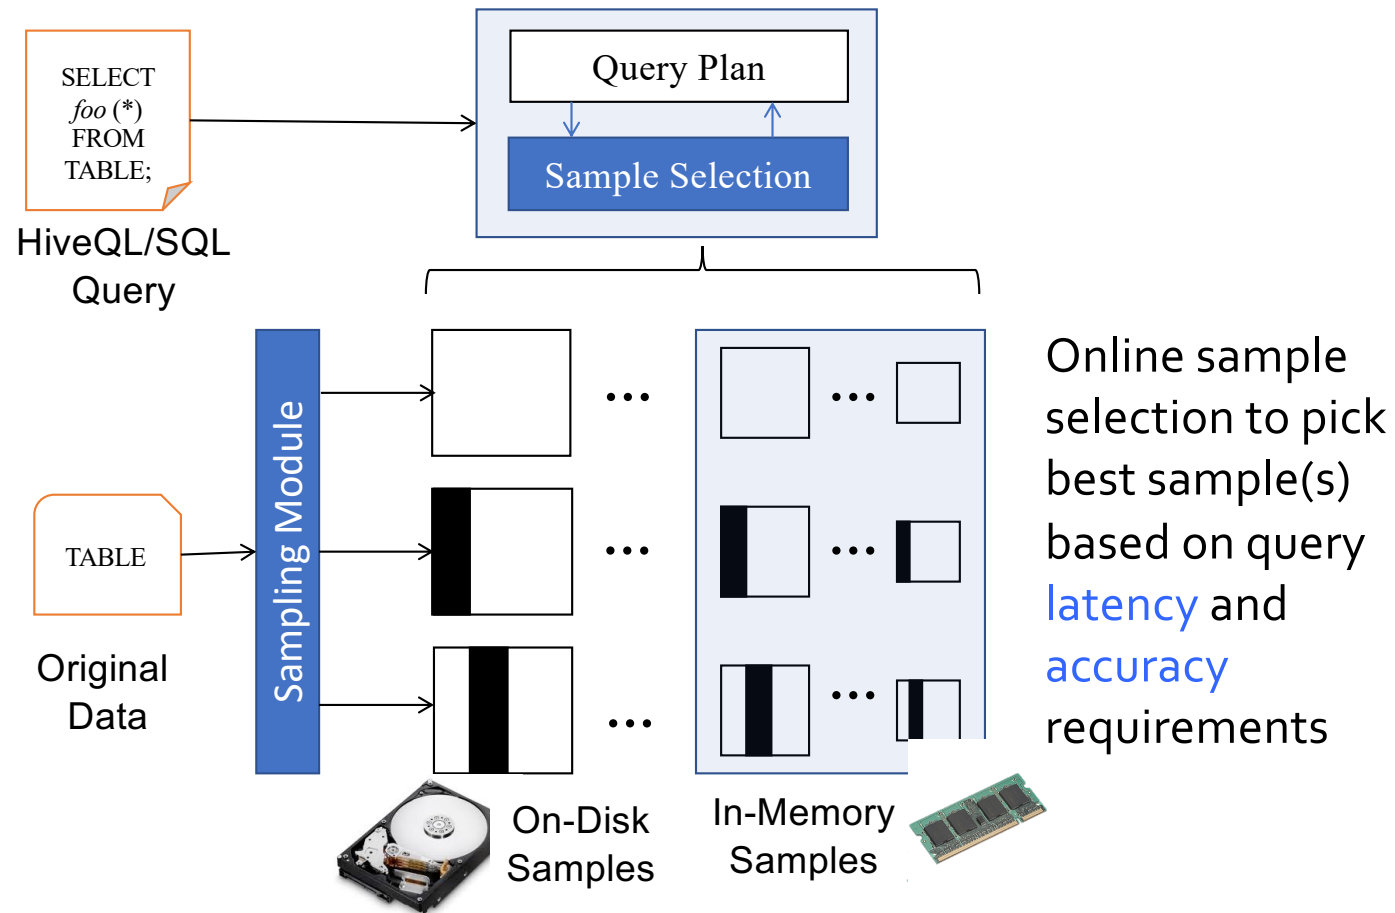 SELECT
foo (*)
FROM
TABLE;
HiveQL/SQL
Query
Query Plan
Sample Selection
TABLE
Original
Data
Sampling Module
...
...
...
...
...
...
On-Disk
Samples
In-Memory
Samples
Online sample
selection to pick
best sample(s)
based on query
latency and
accuracy
requirements